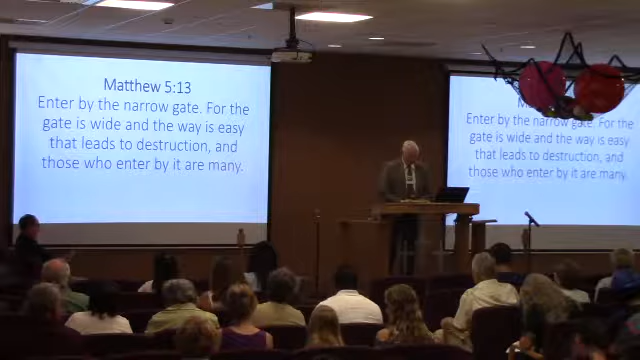 Matthew 5:13
Enter by the narrow gate. For the
gate is wide and the way is easy
that leads to destruction, and
those who enter by it are many.
Enter by the narrow gate. For the
gate is wide and the way is easy
that leads to destruction, and
those who enter by it are many.